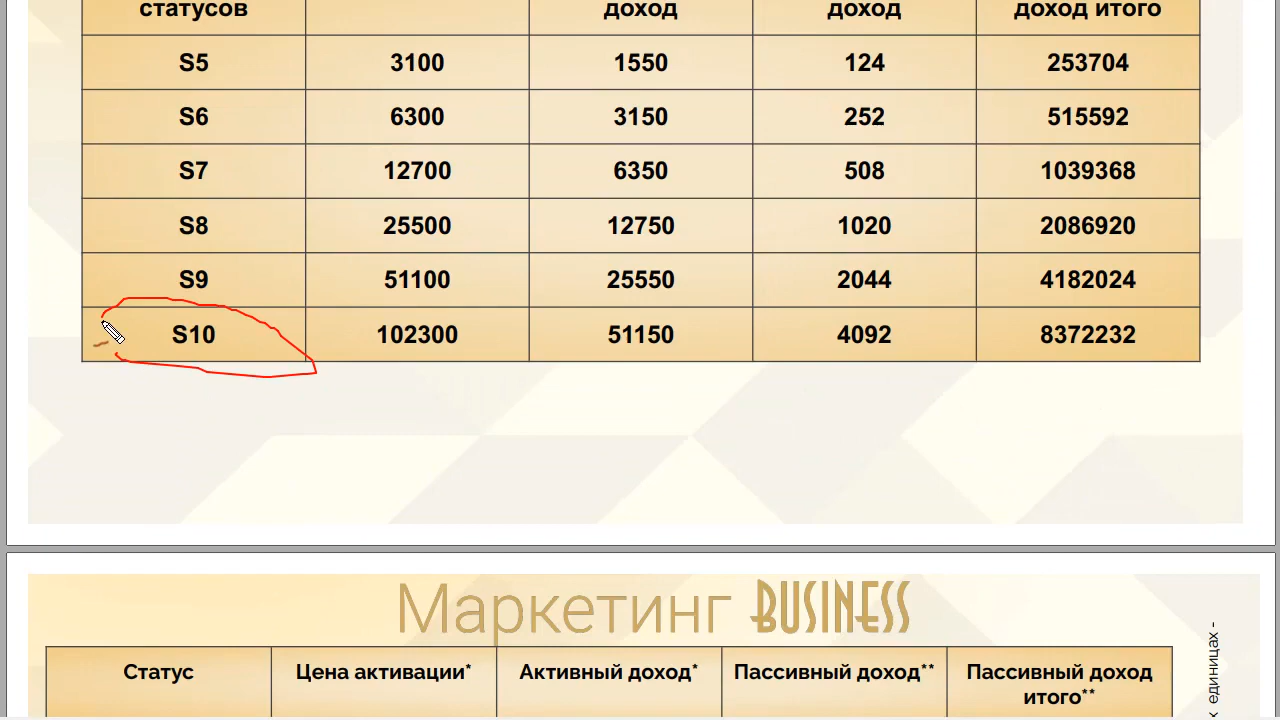 статусов доход доход доход итого
S5 3100 1550 124 253704
S6 6300 3150 252 515592
S7 12700 6350 508 1039368
S8 25500 12750 1020 2086920
S9 51100 25550 2044 4182024
S10 102300 51150 4092 8372232
Маркетинг BUSINESS
Статус Цена активации* Активный доход* Пассивный доход** Пассивный доход
итого**
единицах -